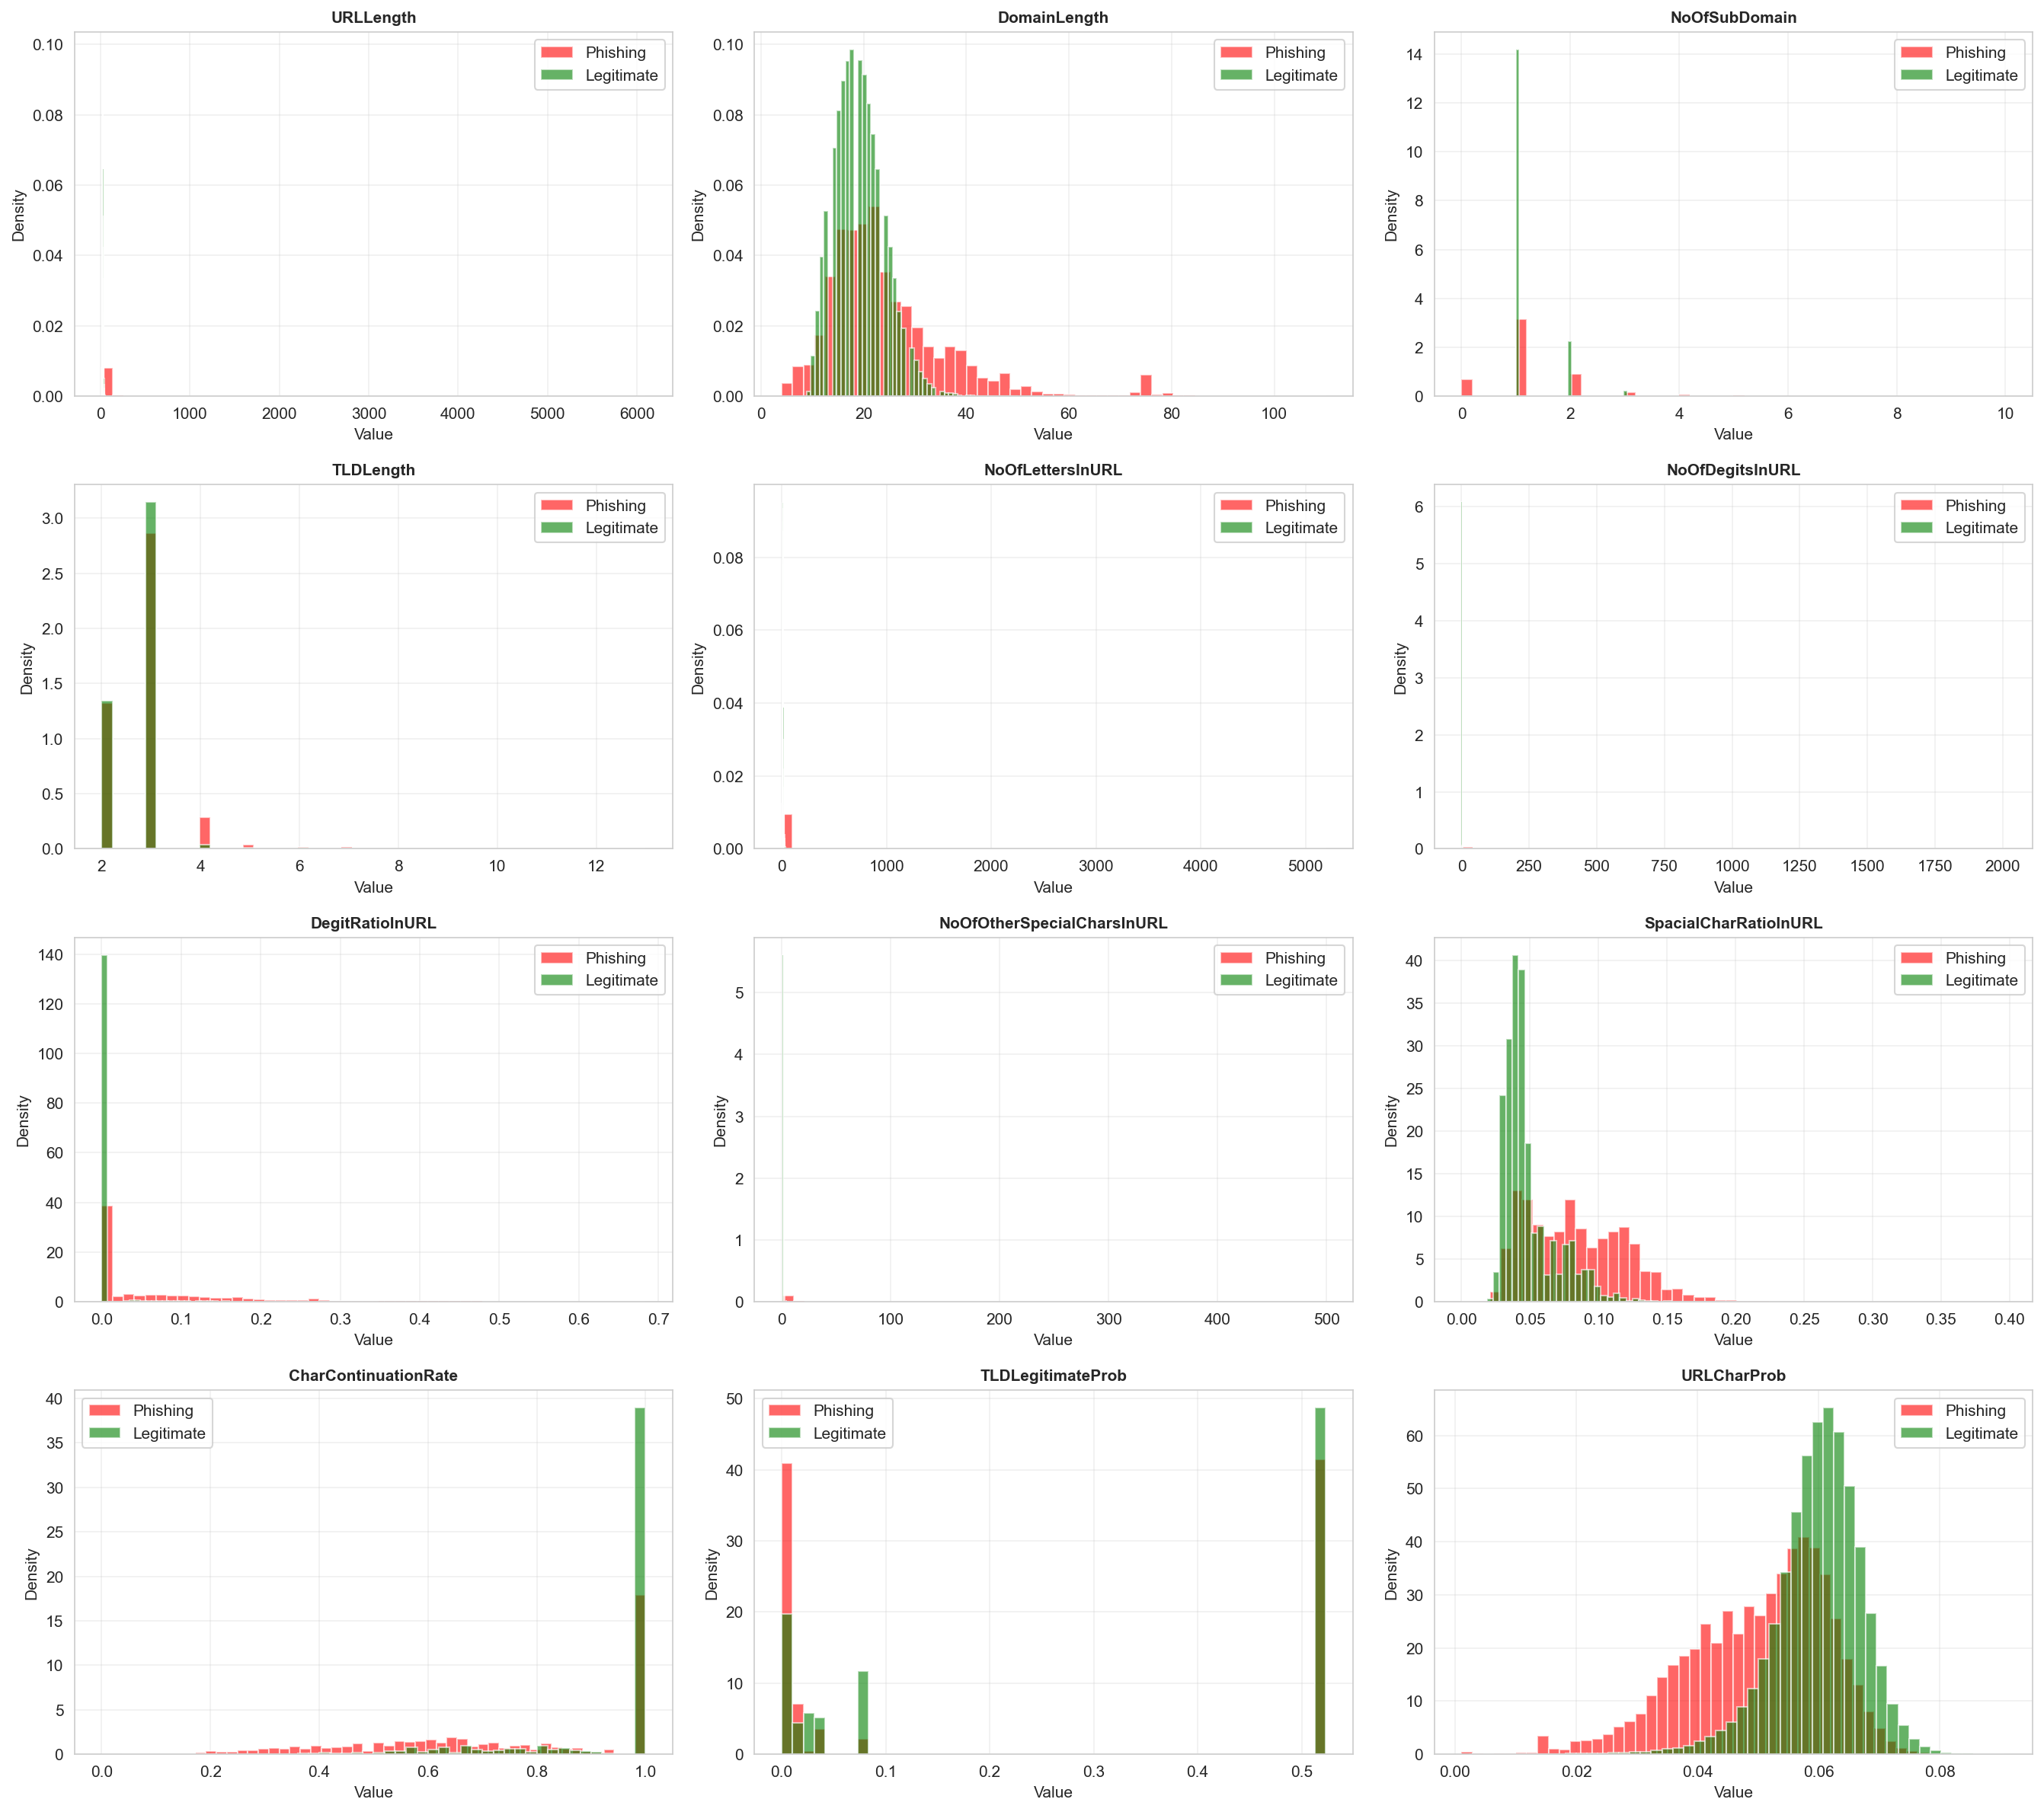 URLLength
Density
0.10
0.08
0.06
0.04
0.02
0.00
0
1000
2000
3000
4000
5000
6000
Value
Phishing
Legitimate
DomainLength
Density
0.10
0.08
0.06
0.04
0.02
0.00
0
20
40
60
80
100
Value
Phishing
Legitimate
NoOfSubDomain
Density
14
12
10
8
6
4
2
0
0
2
4
6
8
10
Value
Phishing
Legitimate
TLDLength
Density
3.0
2.5
2.0
1.5
1.0
0.5
0.0
2
4
6
8
10
12
Value
Phishing
Legitimate
NoOfLettersInURL
Density
0.08
0.06
0.04
0.02
0.00
0
1000
2000
3000
4000
5000
Value
Phishing
Legitimate
NoOfDegitsInURL
Density
6
5
4
3
2
1
0
0
250
500
750
1000
1250
1500
1750
2000
Value
Phishing
Legitimate
DegitRatioInURL
Density
140
120
100
80
60
40
20
0
0.0
0.1
0.2
0.3
0.4
0.5
0.6
0.7
Value
Phishing
Legitimate
NoOfOtherSpecialCharsInURL
Density
5
4
3
2
1
0
0
100
200
300
400
500
Value
Phishing
Legitimate
SpacialCharRatioInURL
Density
40
35
30
25
20
15
10
5
0
0.00
0.05
0.10
0.15
0.20
0.25
0.30
0.35
0.40
Value
Phishing
Legitimate
CharContinuationRate
Density
40
35
30
25
20
15
10
5
0
0.0
0.2
0.4
0.6
0.8
1.0
Value
Phishing
Legitimate
TLDLegitimateProb
Density
50
40
30
20
10
0
0.0
0.1
0.2
0.3
0.4
0.5
Value
Phishing
Legitimate
URLCharProb
Density
60
50
40
30
20
10
0
0.00
0.02
0.04
0.06
0.08
Value
Phishing
Legitimate